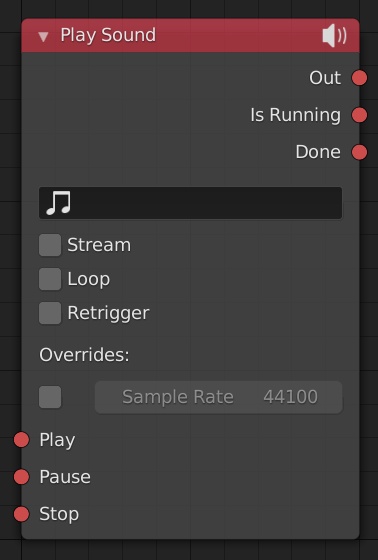 Play Sound
Out
Is Running
Done
Stream
Loop
Retrigger
Overrides:
Sample Rate 44100
Play
Pause
Stop